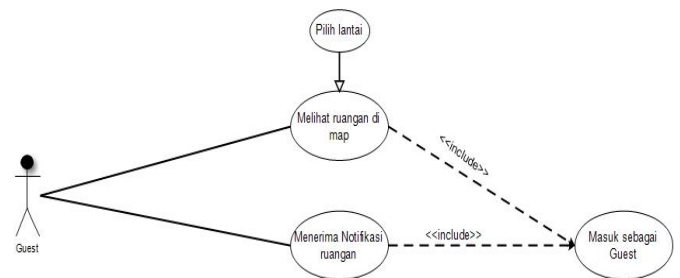 Pilih lantai
Melihat ruangan di
map
<<include>>
Guest
Menerima Notifikasi
ruangan
<<include>>
Masuk sebagai
Guest